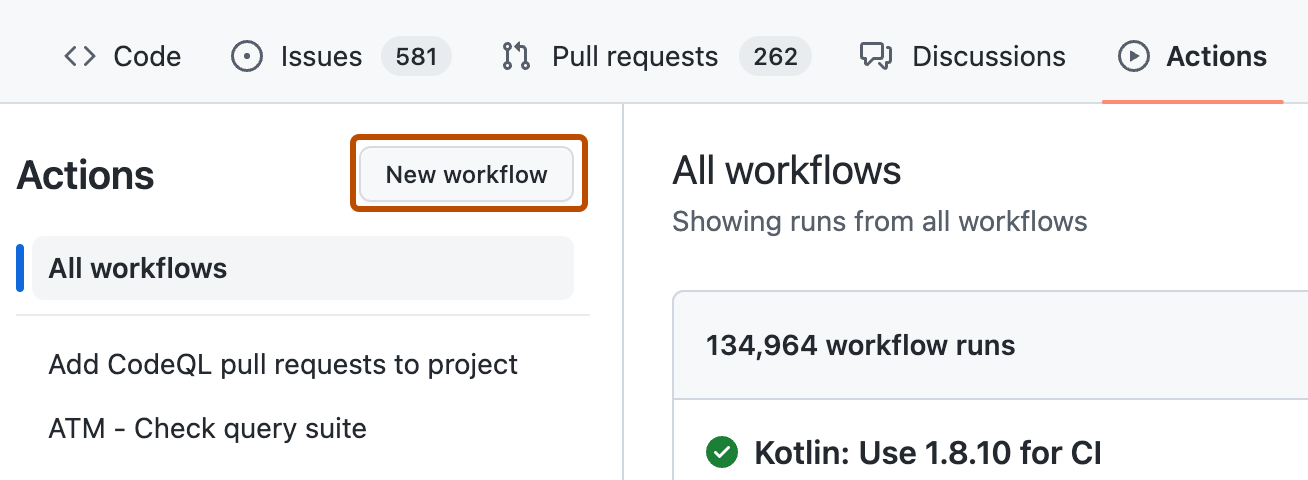 Code Issues 581 Pull requests 262 Discussions Actions
Actions New workflow
All workflows
Add CodeQL pull requests to project
ATM - Check query suite
All workflows
Showing runs from all workflows
134,964 workflow runs
Kotlin: Use 1.8.10 for CI